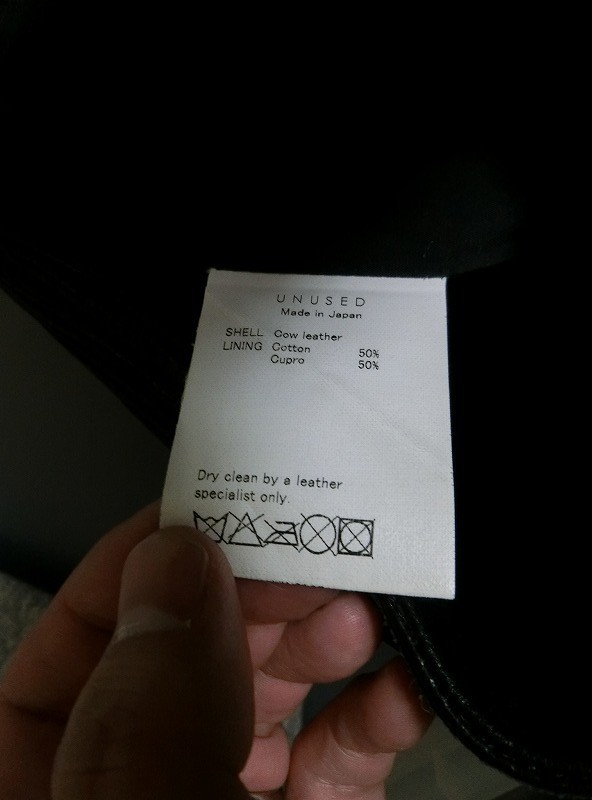 UNUSED
Made in Japan
SHELL Cow leather
LINING Cotton 50%
Cupro 50%
Dry clean by a leather
specialist only.